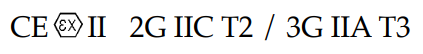 CE Ex II 2G IIC T2 / 3G IIA T3